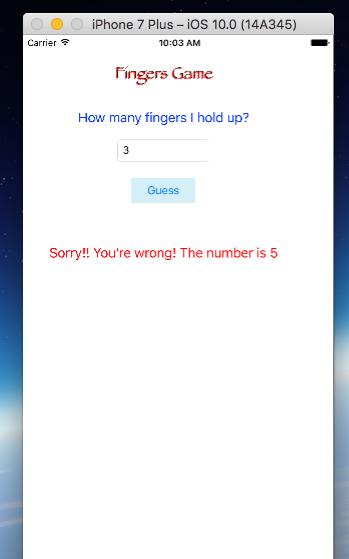 iPhone 7 Plus – iOS 10.0 (14A345)
Carrier 10:03 AM
Fingers Game
How many fingers I hold up?
3
Guess
Sorry!! You're wrong! The number is 5